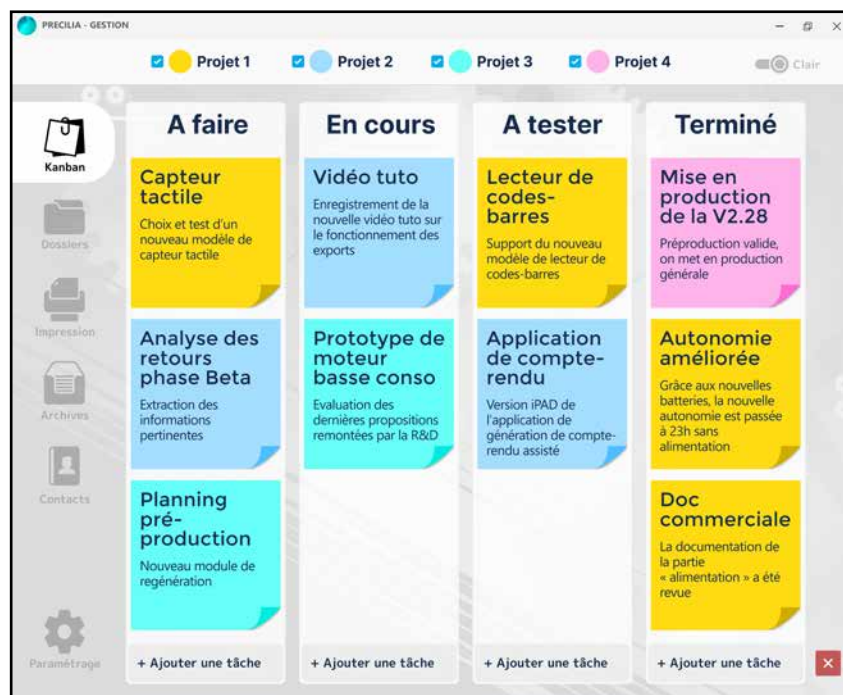 PRECILIA - GESTION
Projet 1
Projet 2
Projet 3
Projet 4
Clair
Kanban
Dossiers
Impression
Archives
Contacts
Paramétrage
A faire
Capteur
tactile
Choix et test d'un
nouveau modèle de
capteur tactile
Analyse des
retours
phase Beta
Extraction des
informations
pertinentes
Planning
pré-
production
Nouveau module de
regénération
+ Ajouter une tâche
En cours
Vidéo tuto
Enregistrement de la
nouvelle vidéo tuto sur
le fonctionnement des
exports
Prototype de
moteur
basse conso
Evaluation des
dernières propositions
remontées par la R&D
+ Ajouter une tâche
A tester
Lecteur de
codes-
barres
Support du nouveau
modèle de lecteur de
codes-barres
Application
de compte-
rendu
Version iPAD de
l'application de
génération de compte-
rendu assisté
+ Ajouter une tâche
Terminé
Mise en
production
de la V2.28
Préproduction valide,
on met en production
générale
Autonomie
améliorée
Grâce aux nouvelles
batteries, la nouvelle
autonomie est passée
à 23h sans
alimentation
Doc
commerciale
La documentation de
la partie
« alimentation » a été
revue
+ Ajouter une tâche